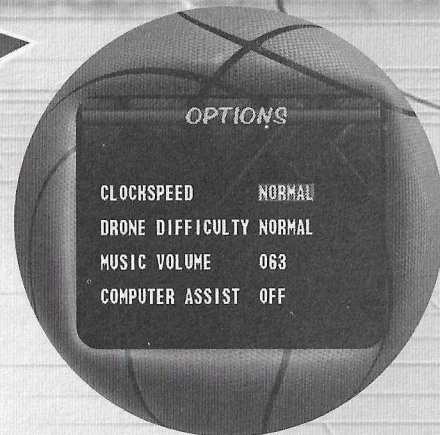 OPTIONS
CLOCKSPEED NORMAL
DRONE DIFFICULTY NORMAL
MUSIC VOLUME 063
COMPUTER ASSIST OFF